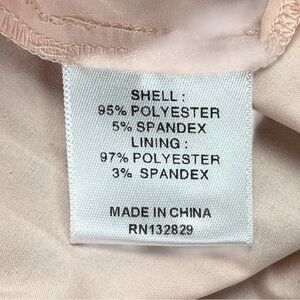 SHELL :
95% POLYESTER
5% SPANDEX
LINING :
97% POLYESTER
3% SPANDEX
MADE IN CHINA
RN132829